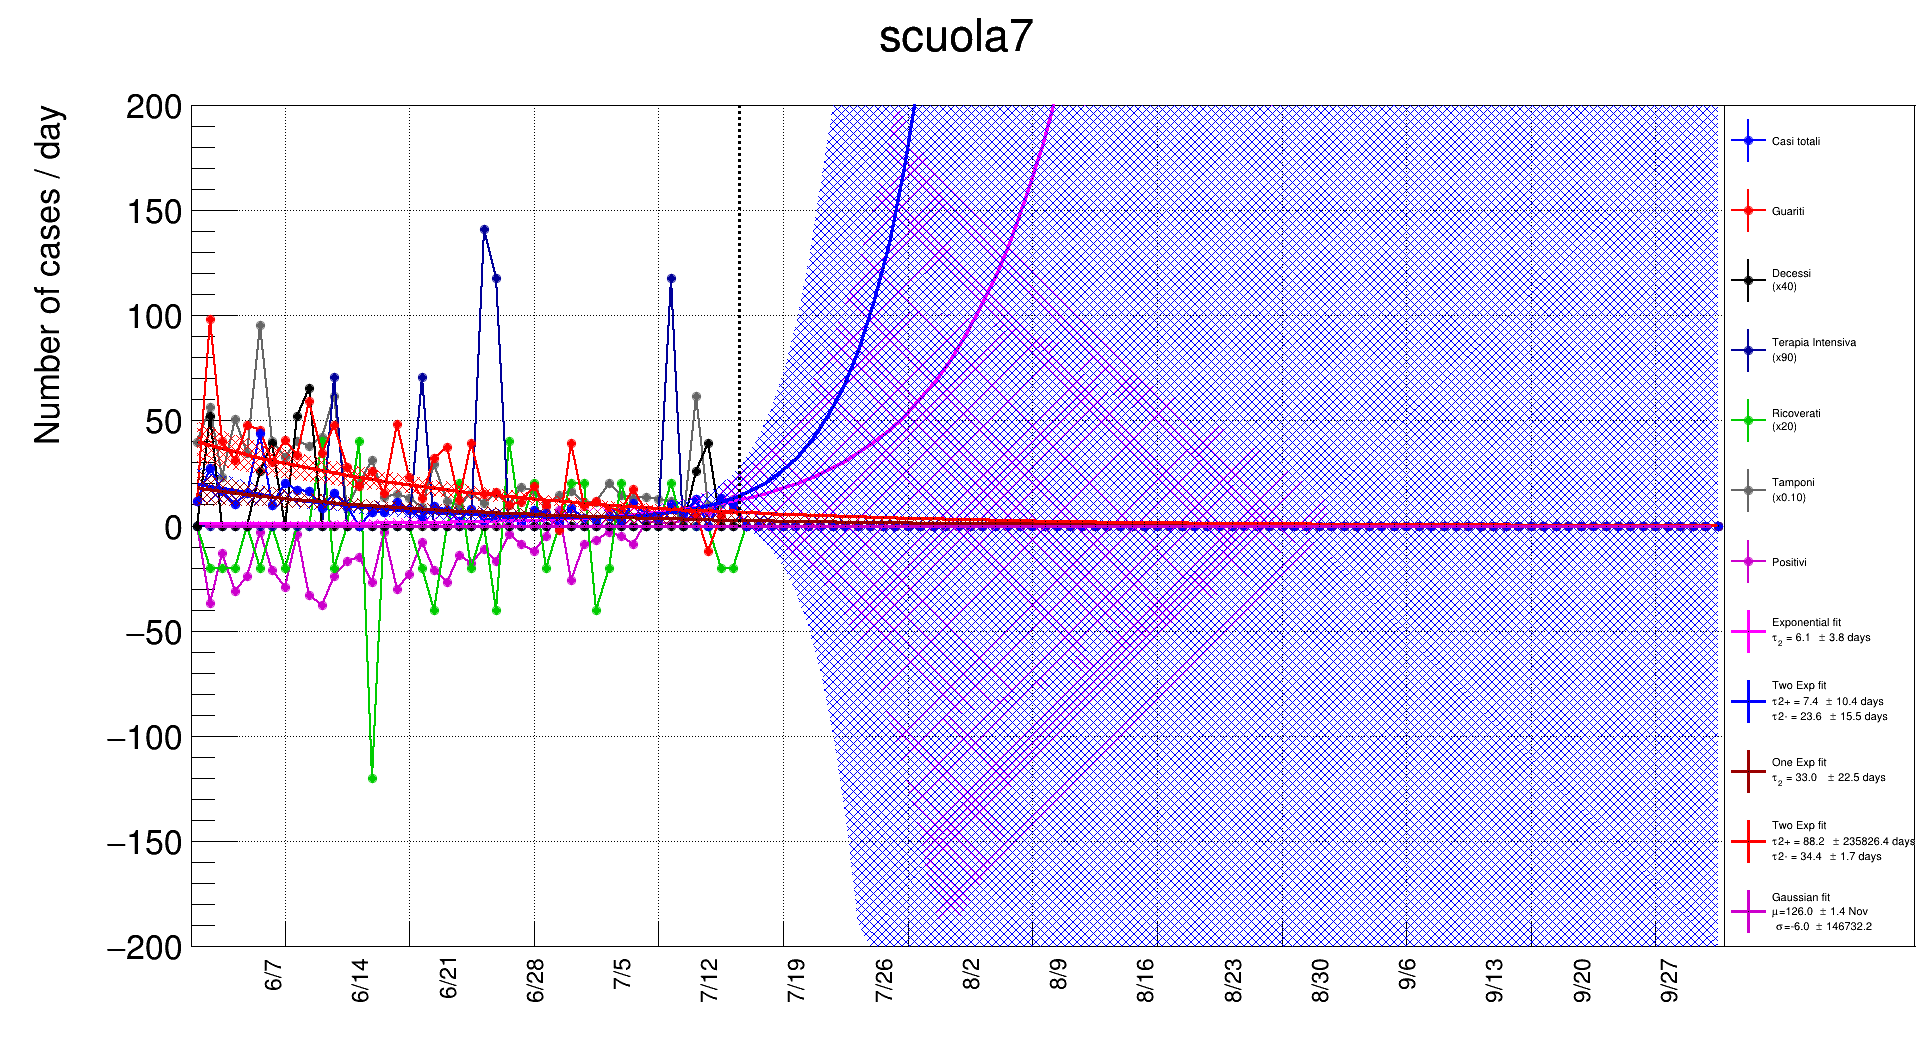 scuola7
Number of cases / day
200
150
100
50
0
−50
−100
−150
−200
6/7
6/14
6/21
6/28
7/5
7/12
7/19
7/26
8/2
8/9
8/16
8/23
8/30
9/6
9/13
9/20
9/27
Casi totali
Guariti
Decessi
(x40)
Terapia Intensiva
(x90)
Ricoverati
(x20)
Tamponi
(x0.10)
Positivi
Exponential fit
τ2 = 6.1 ± 3.8 days
Two Exp fit
τ2+ = 7.4 ± 10.4 days
τ2- = 23.6 ± 15.5 days
One Exp fit
τ2 = 33.0 ± 22.5 days
Two Exp fit
τ2+ = 88.2 ± 235826.4 days
τ2- = 34.4 ± 1.7 days
Gaussian fit
μ=126.0 ± 1.4 Nov
σ=-6.0 ± 146732.2